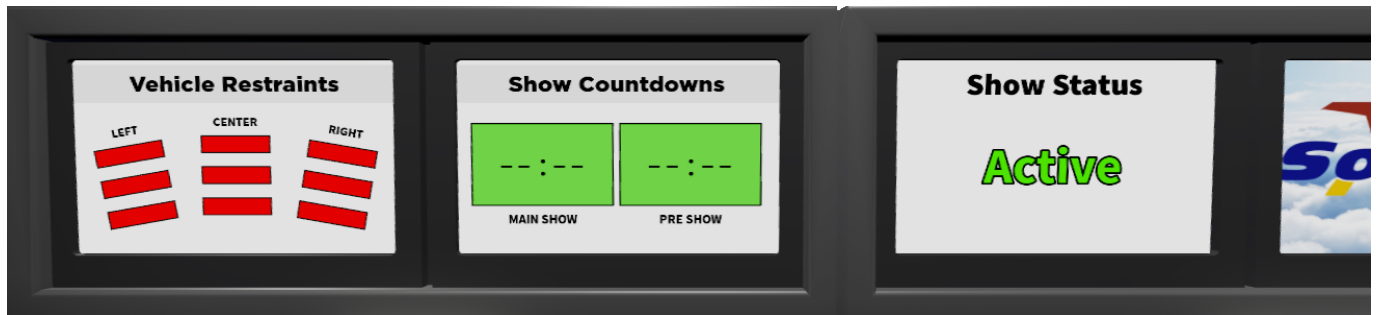 Vehicle Restraints
LEFT
CENTER
RIGHT
Show Countdowns
--:--
--:--
MAIN SHOW
PRE SHOW
Show Status
Active